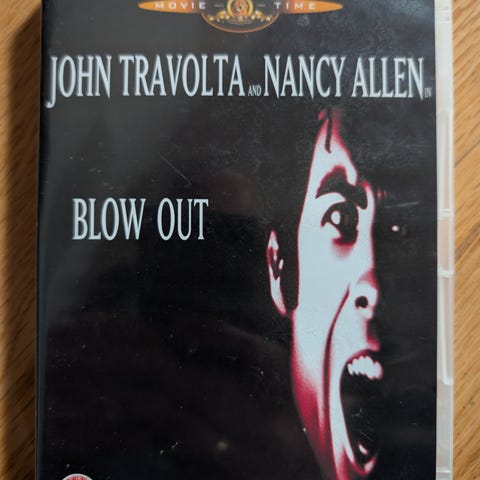 MOVIE TIME
JOHN TRAVOLTA AND NANCY ALLEN IN
BLOW OUT